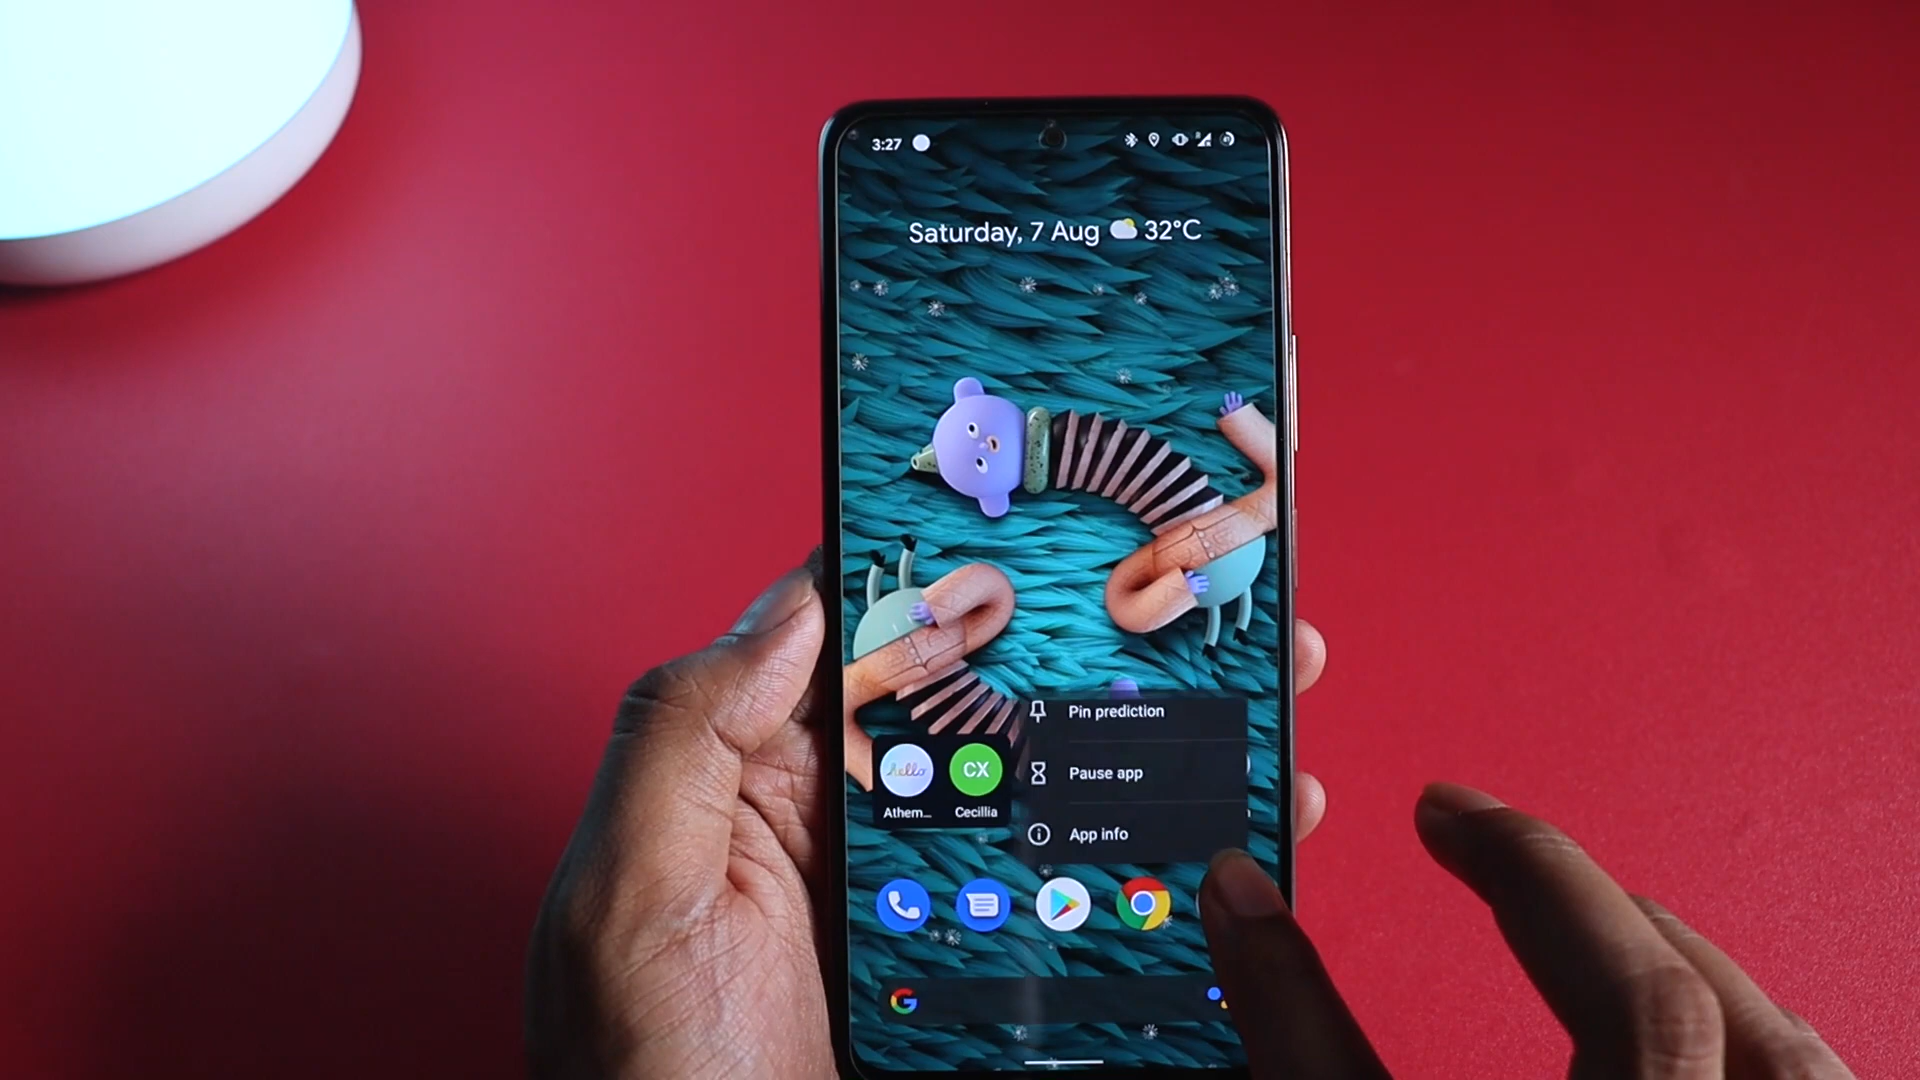 3:27
Saturday, 7 Aug 32°C
Pin prediction
Pause app
App info
hello
CX
Athem...
Cecillia
G